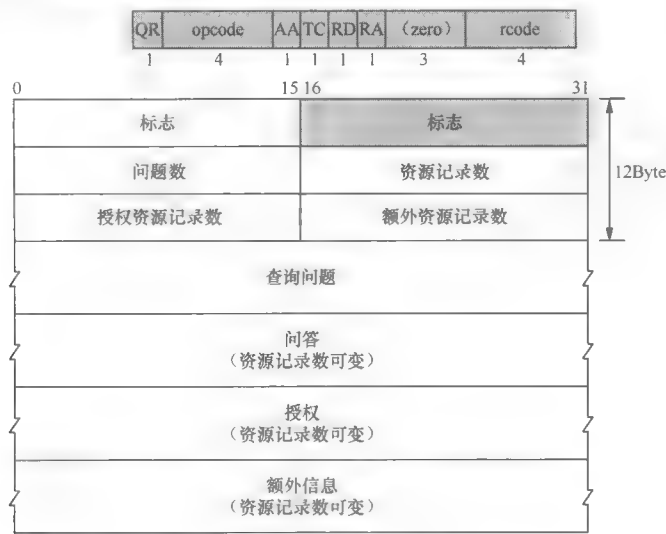 QR opcode AA TC RD RA （zero） rcode
1 4 1 1 1 1 3 4
0 15 16 31
标志 标志
问题数 资源记录数
12Byte
授权资源记录数 额外资源记录数
查询问题
问答
（资源记录数可变）
授权
（资源记录数可变）
额外信息
（资源记录数可变）